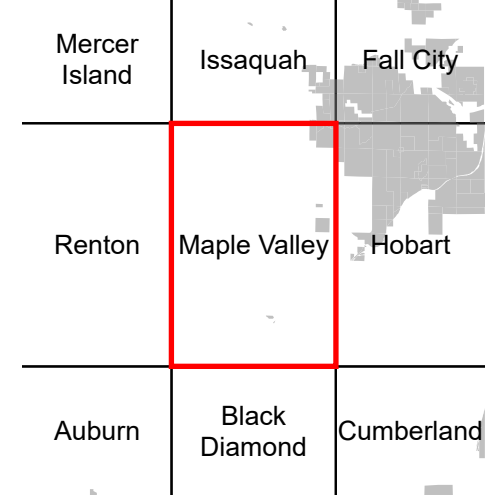 Mercer
Island
Issaquah
Fall City
Renton
Maple Valley
Hobart
Auburn
Black
Diamond
Cumberland